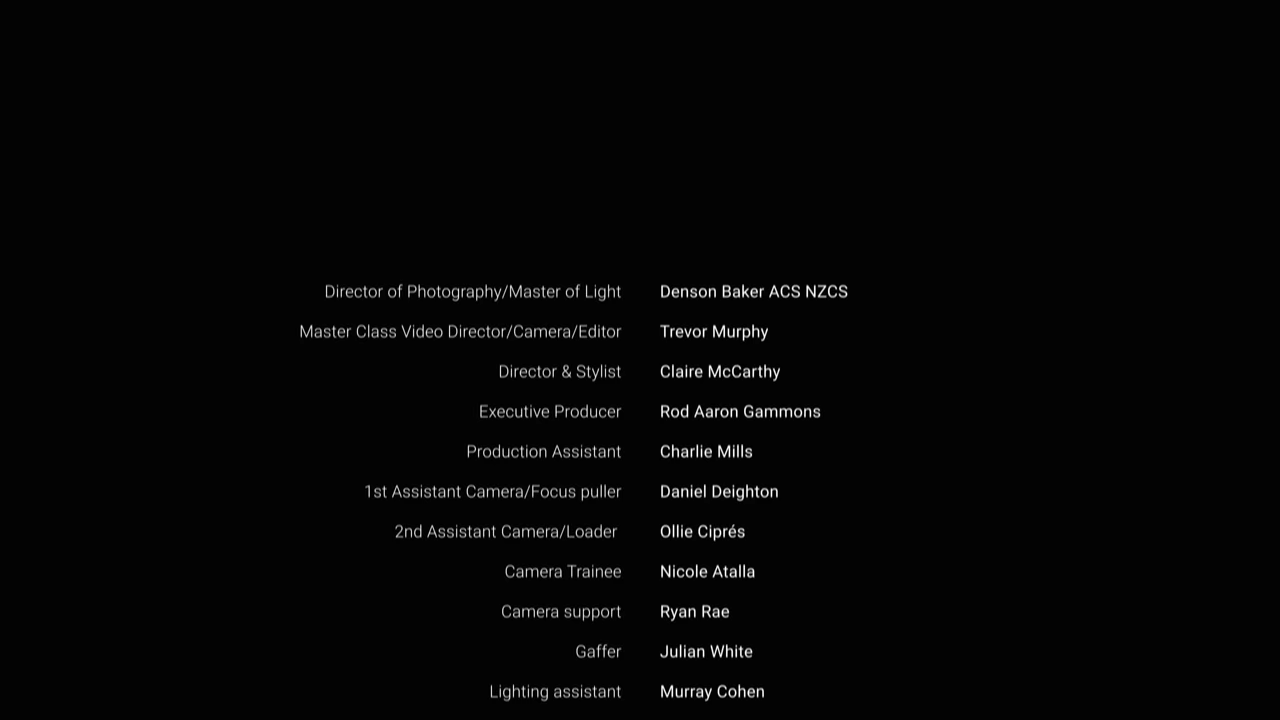 Director of Photography/Master of Light Denson Baker ACS NZCS
Master Class Video Director/Camera/Editor Trevor Murphy
Director & Stylist Claire McCarthy
Executive Producer Rod Aaron Gammons
Production Assistant Charlie Mills
1st Assistant Camera/Focus puller Daniel Deighton
2nd Assistant Camera/Loader Ollie Ciprés
Camera Trainee Nicole Atalla
Camera support Ryan Rae
Gaffer Julian White
Lighting assistant Murray Cohen